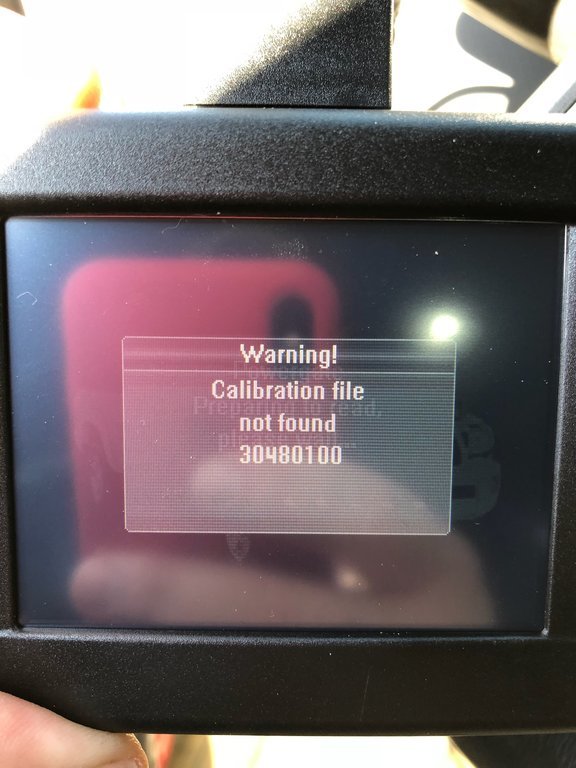 Warning!
Calibration file
not found
30480100